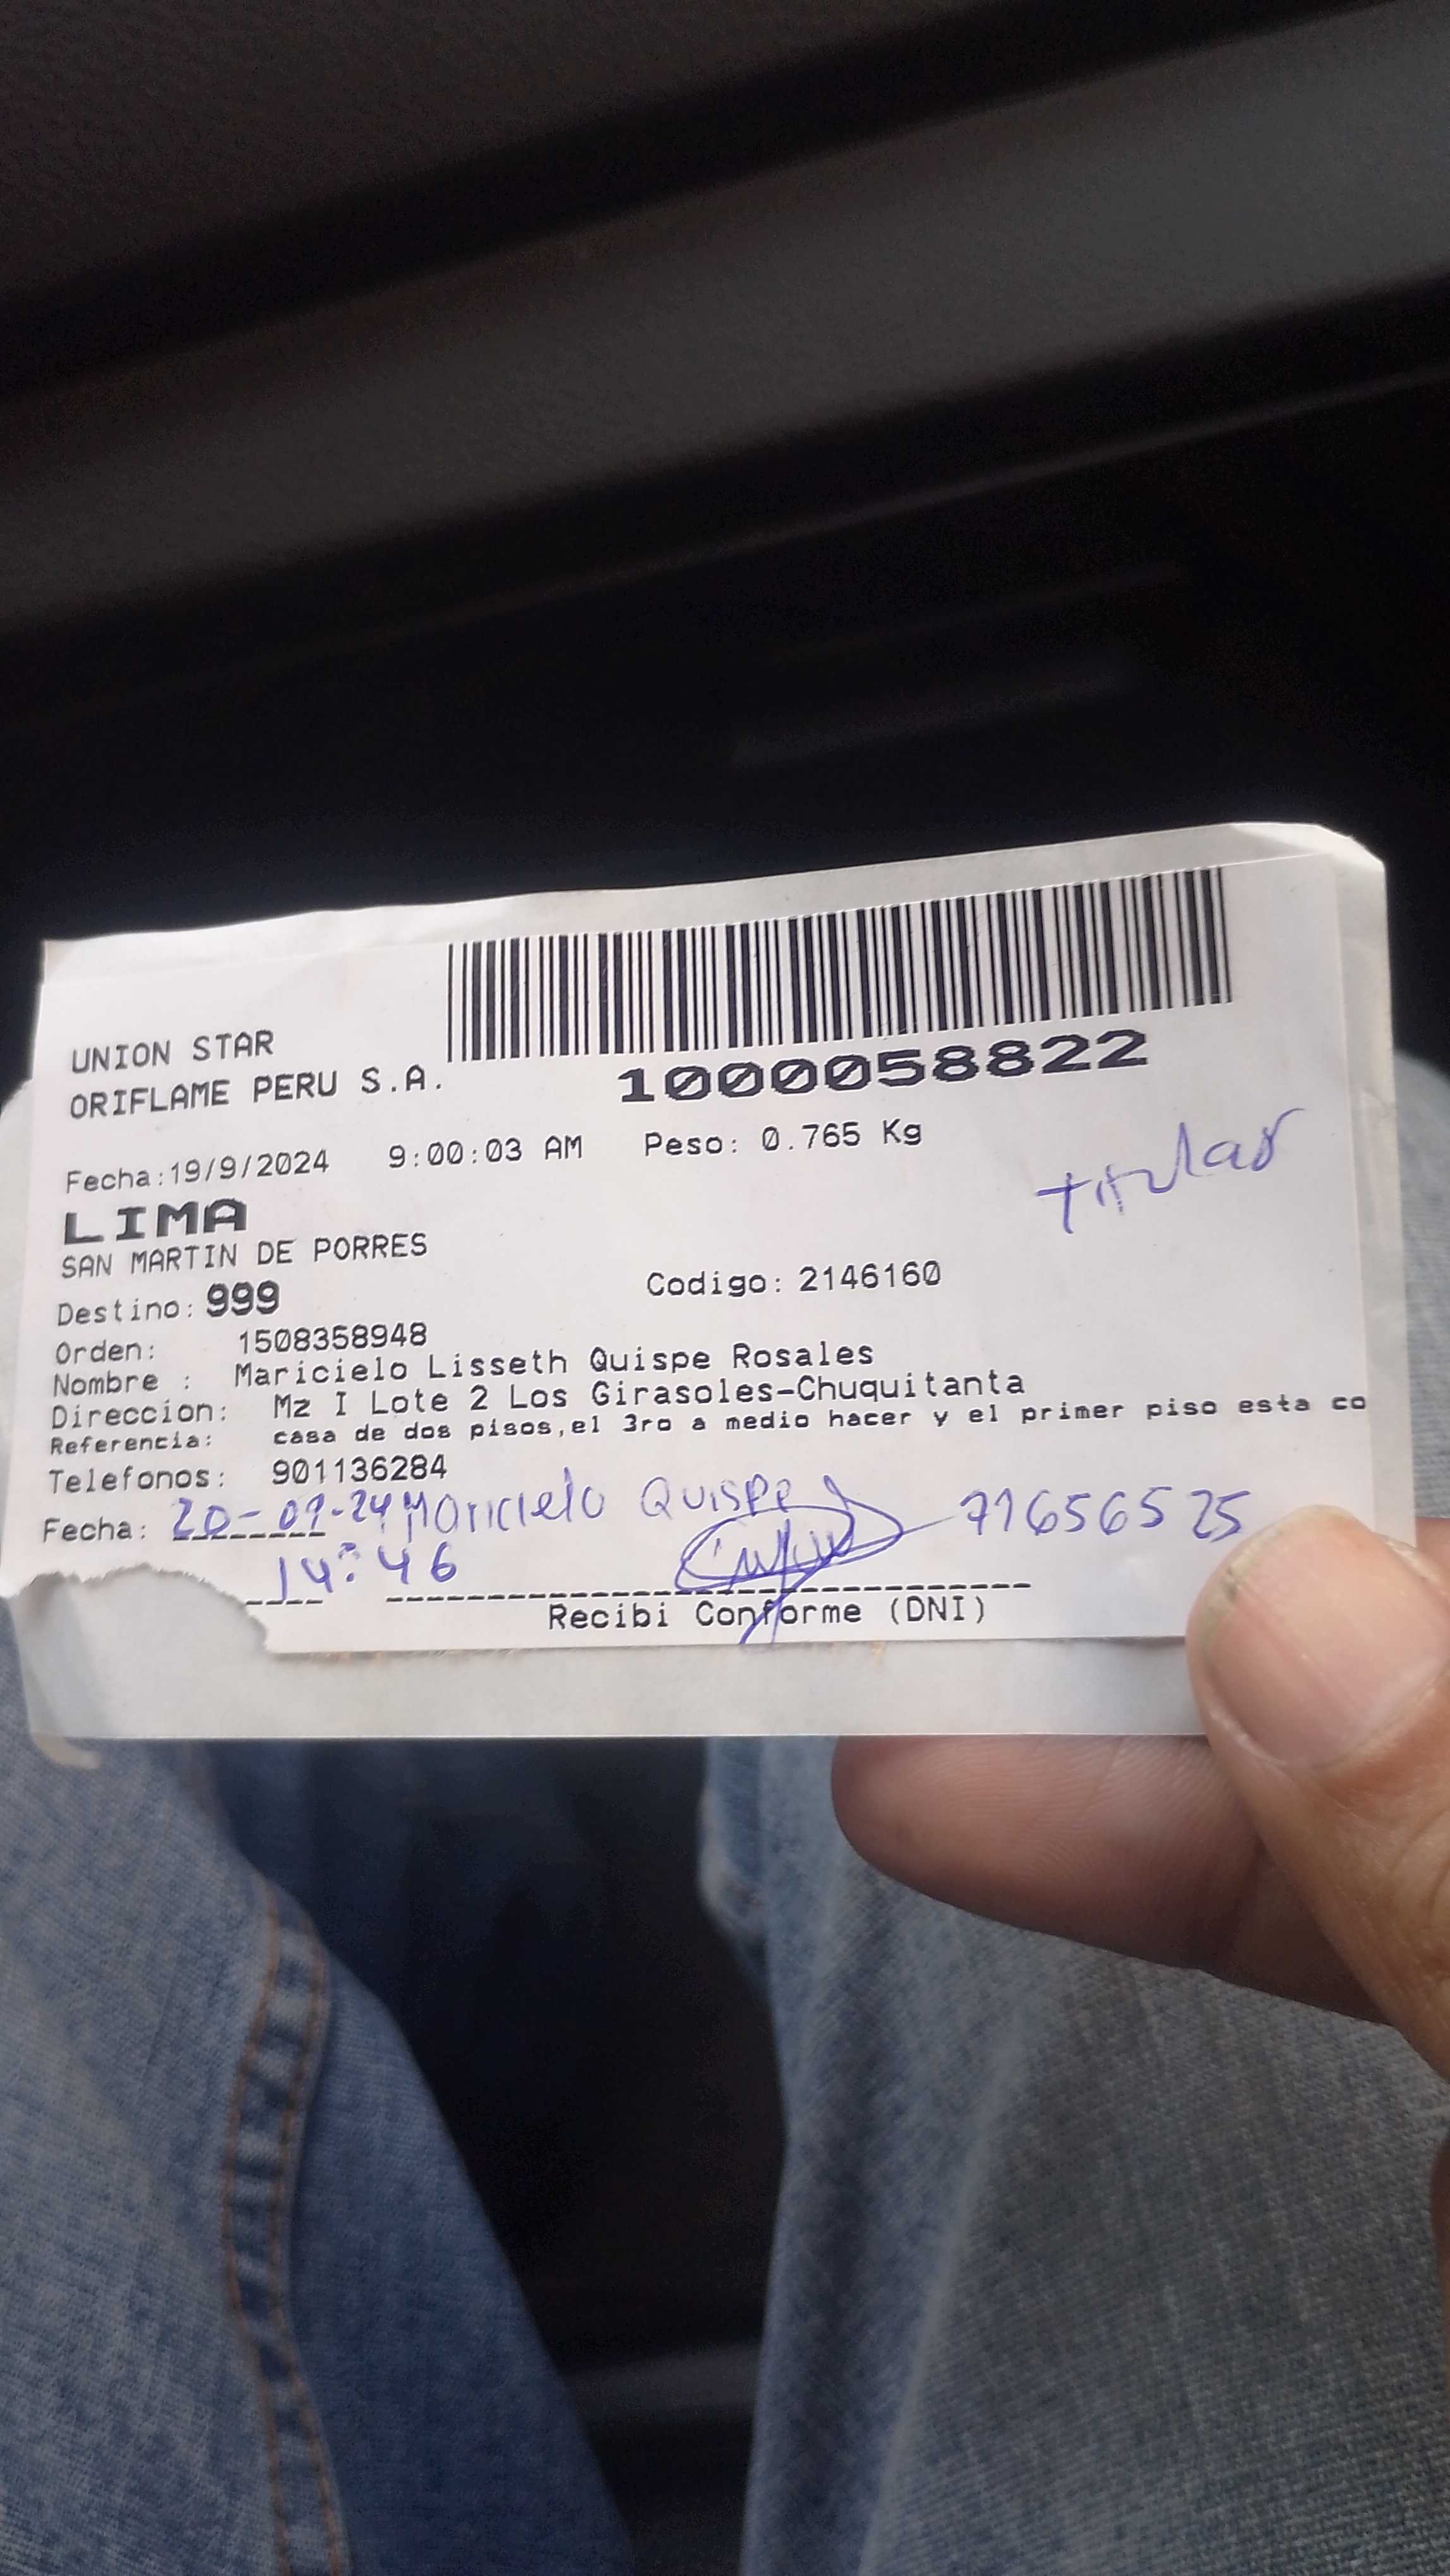 UNION STAR
ORIFLAME PERU S.A.
1000058822
Fecha:19/9/2024 9:00:03 AM Peso: 0.765 Kg
titular
LIMA
SAN MARTIN DE PORRES
Destino: 999 Codigo: 2146160
Orden: 1508358948
Nombre : Maricielo Lisseth Quispe Rosales
Direccion: Mz I Lote 2 Los Girasoles-Chuquitanta
Referencia: casa de dos pisos,el 3ro a medio hacer y el primer piso esta co
Telefonos: 901136284
Fecha: 20-09-24 Maricielo Quispe 71656525
14:46
Recibi Conforme (DNI)